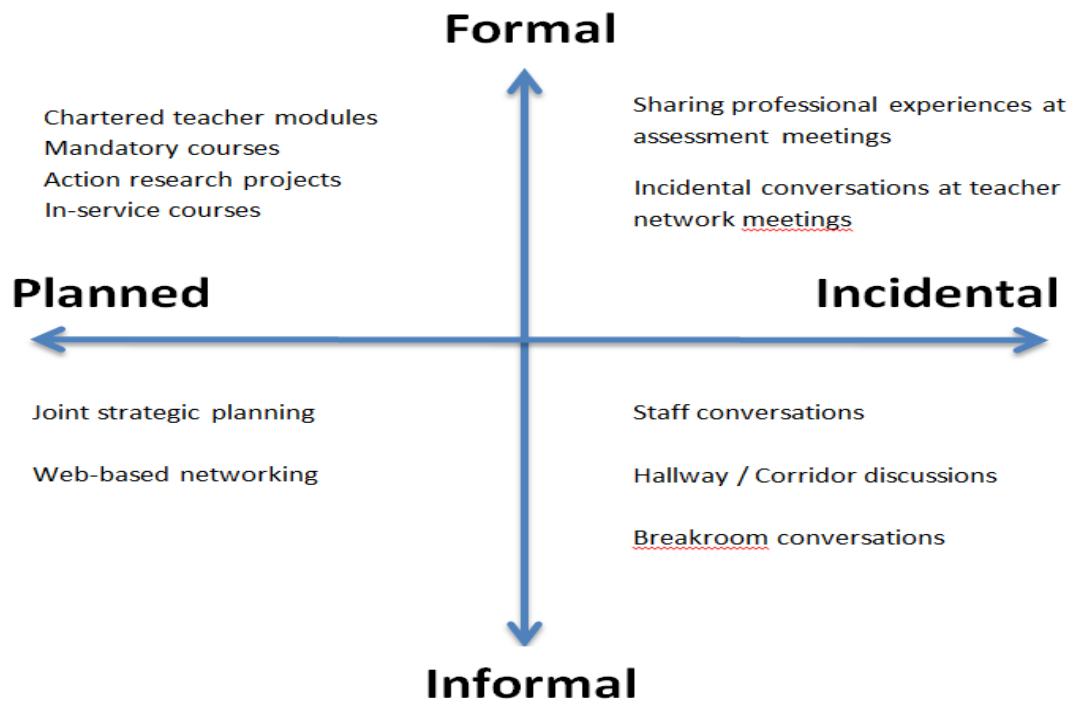 Formal
Chartered teacher modules
Mandatory courses
Action research projects
In-service courses
Sharing professional experiences at
assessment meetings
Incidental conversations at teacher
network meetings
Planned
Incidental
Joint strategic planning
Web-based networking
Staff conversations
Hallway / Corridor discussions
Breakroom conversations
Informal